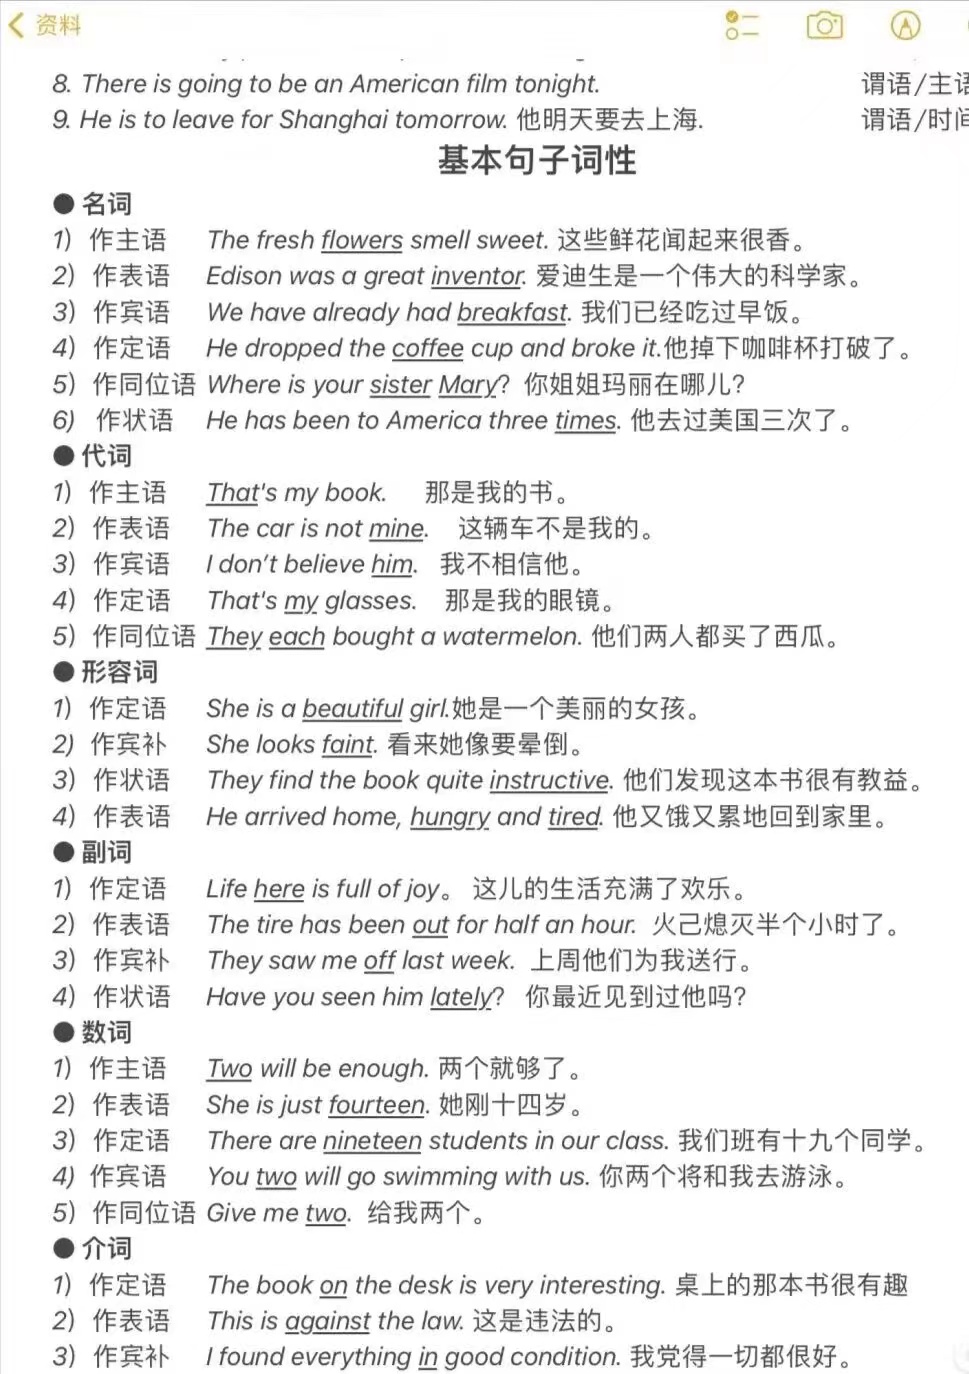 资料
8. There is going to be an American film tonight. 谓语/主语
9. He is to leave for Shanghai tomorrow. 他明天要去上海. 谓语/时间
基本句子词性
●名词
1) 作主语 The fresh flowers smell sweet. 这些鲜花闻起来很香。
2) 作表语 Edison was a great inventor. 爱迪生是一个伟大的科学家。
3) 作宾语 We have already had breakfast. 我们已经吃过早饭。
4) 作定语 He dropped the coffee cup and broke it.他掉下咖啡杯打破了。
5) 作同位语 Where is your sister Mary? 你姐姐玛丽在哪儿?
6) 作状语 He has been to America three times. 他去过美国三次了。
●代词
1) 作主语 That's my book. 那是我的书。
2) 作表语 The car is not mine. 这辆车不是我的。
3) 作宾语 I don't believe him. 我不相信他。
4) 作定语 That's my glasses. 那是我的眼镜。
5) 作同位语 They each bought a watermelon. 他们两人都买了西瓜。
●形容词
1) 作定语 She is a beautiful girl.她是一个美丽的女孩。
2) 作宾补 She looks faint. 看来她像要晕倒。
3) 作状语 They find the book quite instructive. 他们发现这本书很有教益。
4) 作表语 He arrived home, hungry and tired. 他又饿又累地回到家里。
●副词
1) 作定语 Life here is full of joy。 这儿的生活充满了欢乐。
2) 作表语 The tire has been out for half an hour. 火己熄灭半个小时了。
3) 作宾补 They saw me off last week. 上周他们为我送行。
4) 作状语 Have you seen him lately? 你最近见到过他吗?
●数词
1) 作主语 Two will be enough. 两个就够了。
2) 作表语 She is just fourteen. 她刚十四岁。
3) 作定语 There are nineteen students in our class. 我们班有十九个同学。
4) 作宾语 You two will go swimming with us. 你两个将和我去游泳。
5) 作同位语 Give me two. 给我两个。
●介词
1) 作定语 The book on the desk is very interesting. 桌上的那本书很有趣
2) 作表语 This is against the law. 这是违法的。
3) 作宾补 I found everything in good condition. 我党得一切都很好。